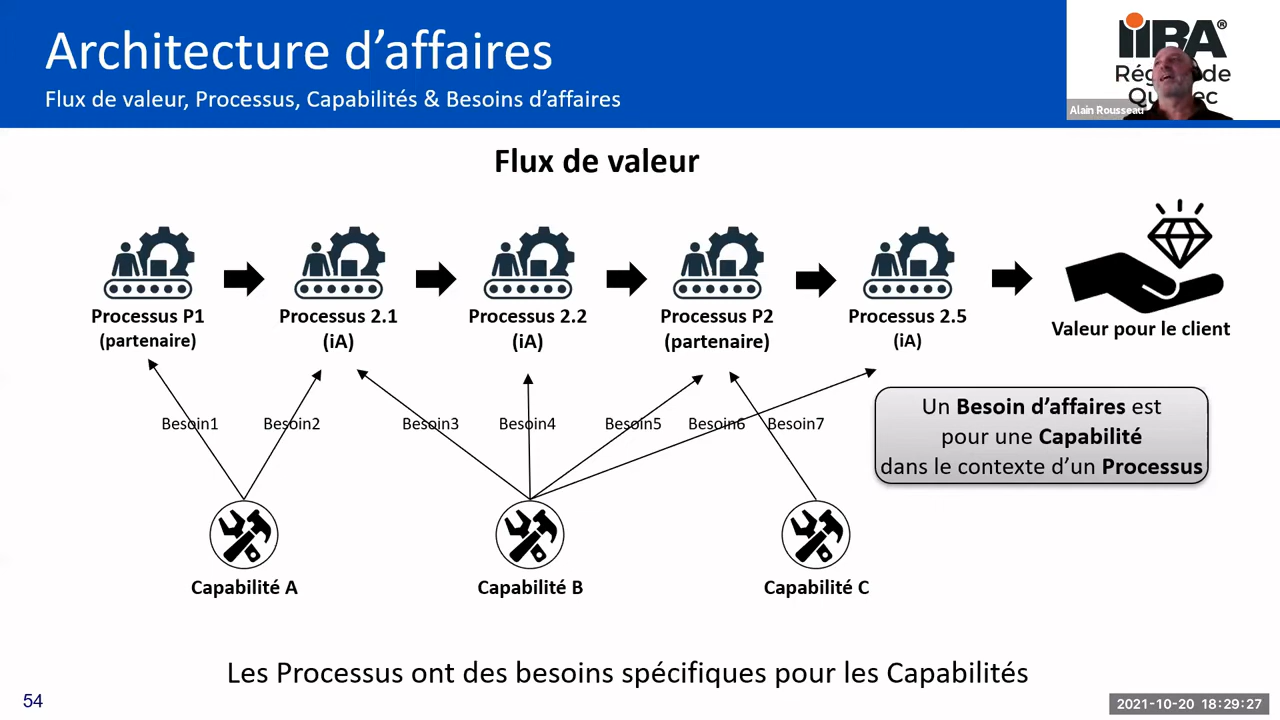 Architecture d’affaires
Flux de valeur, Processus, Capabilités & Besoins d’affaires
iiBA®
Alain Rousseau
Flux de valeur
Processus P1
(partenaire)
Processus 2.1
(iA)
Processus 2.2
(iA)
Processus P2
(partenaire)
Processus 2.5
(iA)
Valeur pour le client
Besoin1
Besoin2
Besoin3
Besoin4
Besoin5
Besoin6
Besoin7
Un Besoin d’affaires est
pour une Capabilité
dans le contexte d’un Processus
Capabilité A
Capabilité B
Capabilité C
Les Processus ont des besoins spécifiques pour les Capabilités
54
2021-10-20 18:29:27